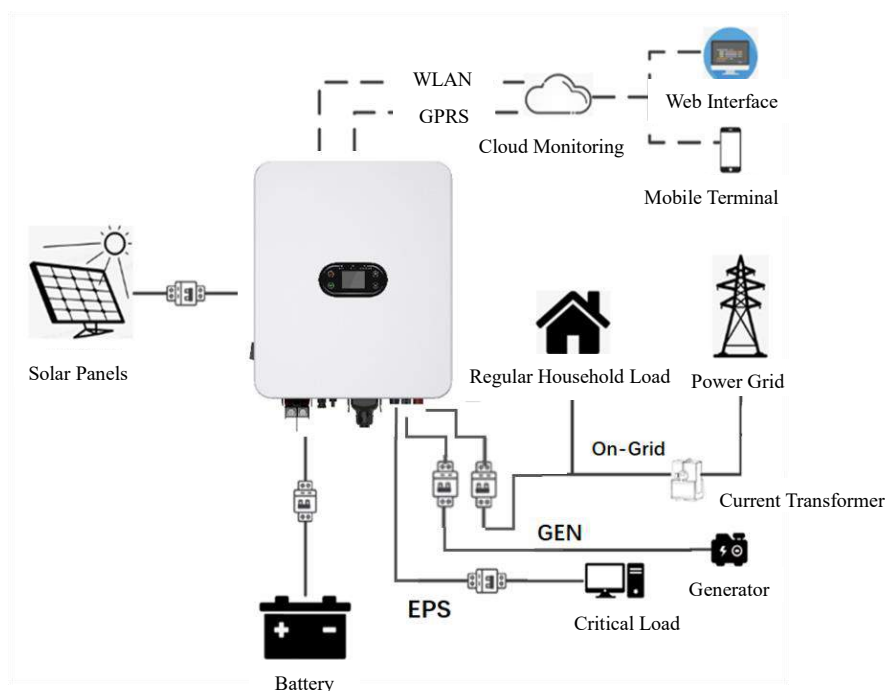 WLAN
GPRS
Cloud Monitoring
Web Interface
Mobile Terminal
Solar Panels
Regular Household Load
Power Grid
On-Grid
Current Transformer
GEN
Generator
EPS
Critical Load
Battery